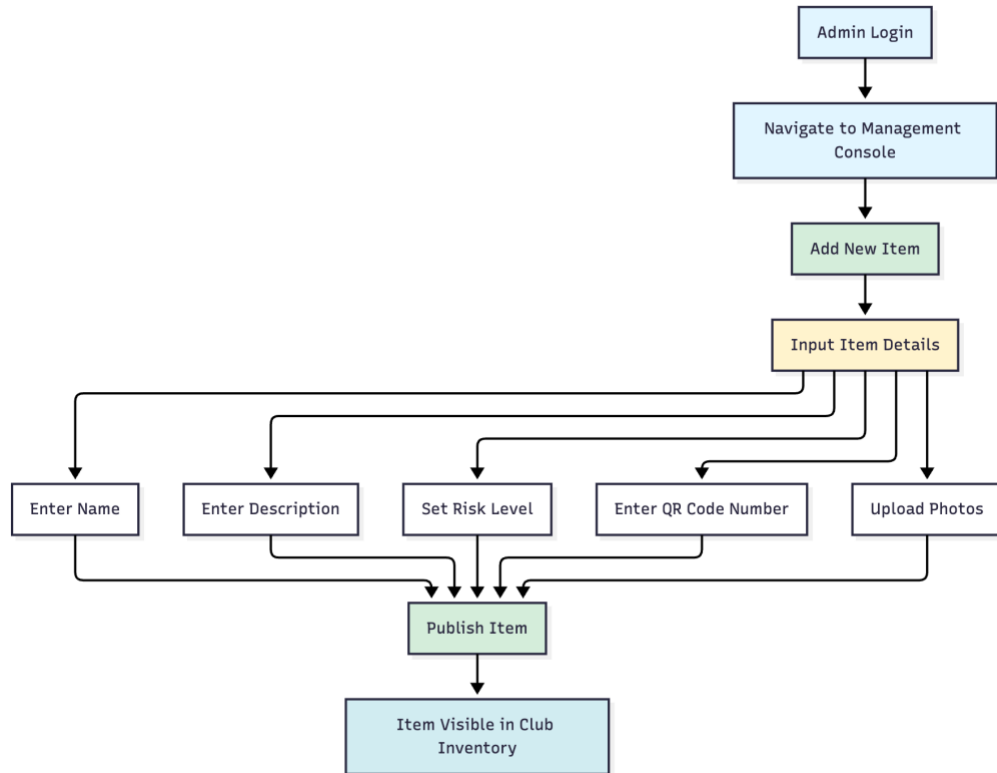 Admin Login
Navigate to Management
Console
Add New Item
Input Item Details
Enter Name
Enter Description
Set Risk Level
Enter QR Code Number
Upload Photos
Publish Item
Item Visible in Club
Inventory